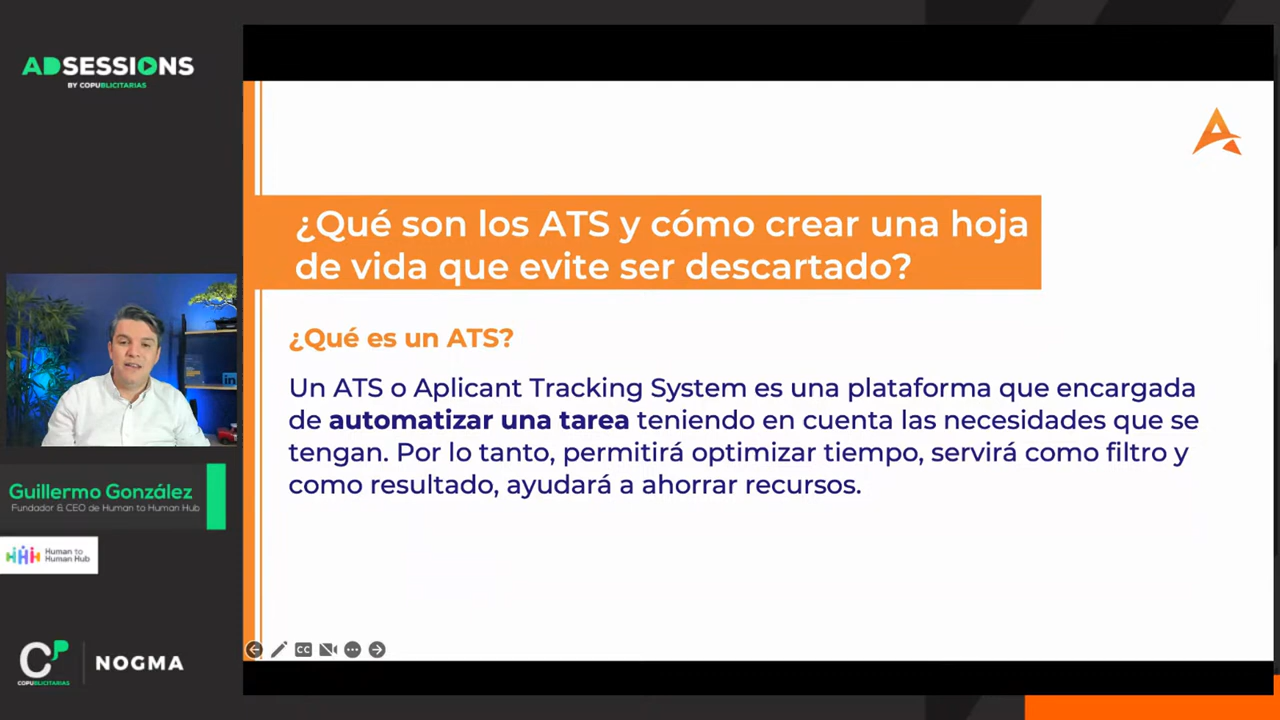 ADSESSIONS
BY COPUBLICITARIAS
¿Qué son los ATS y cómo crear una hoja
de vida que evite ser descartado?
¿Qué es un ATS?
Un ATS o Aplicant Tracking System es una plataforma que encargada
de automatizar una tarea teniendo en cuenta las necesidades que se
tengan. Por lo tanto, permitirá optimizar tiempo, servirá como filtro y
como resultado, ayudará a ahorrar recursos.
Guillermo González
Fundador & CEO de Human to Human Hub
Human to
Human Hub
CP
COPUBLICITARIAS
NOGMA
CC